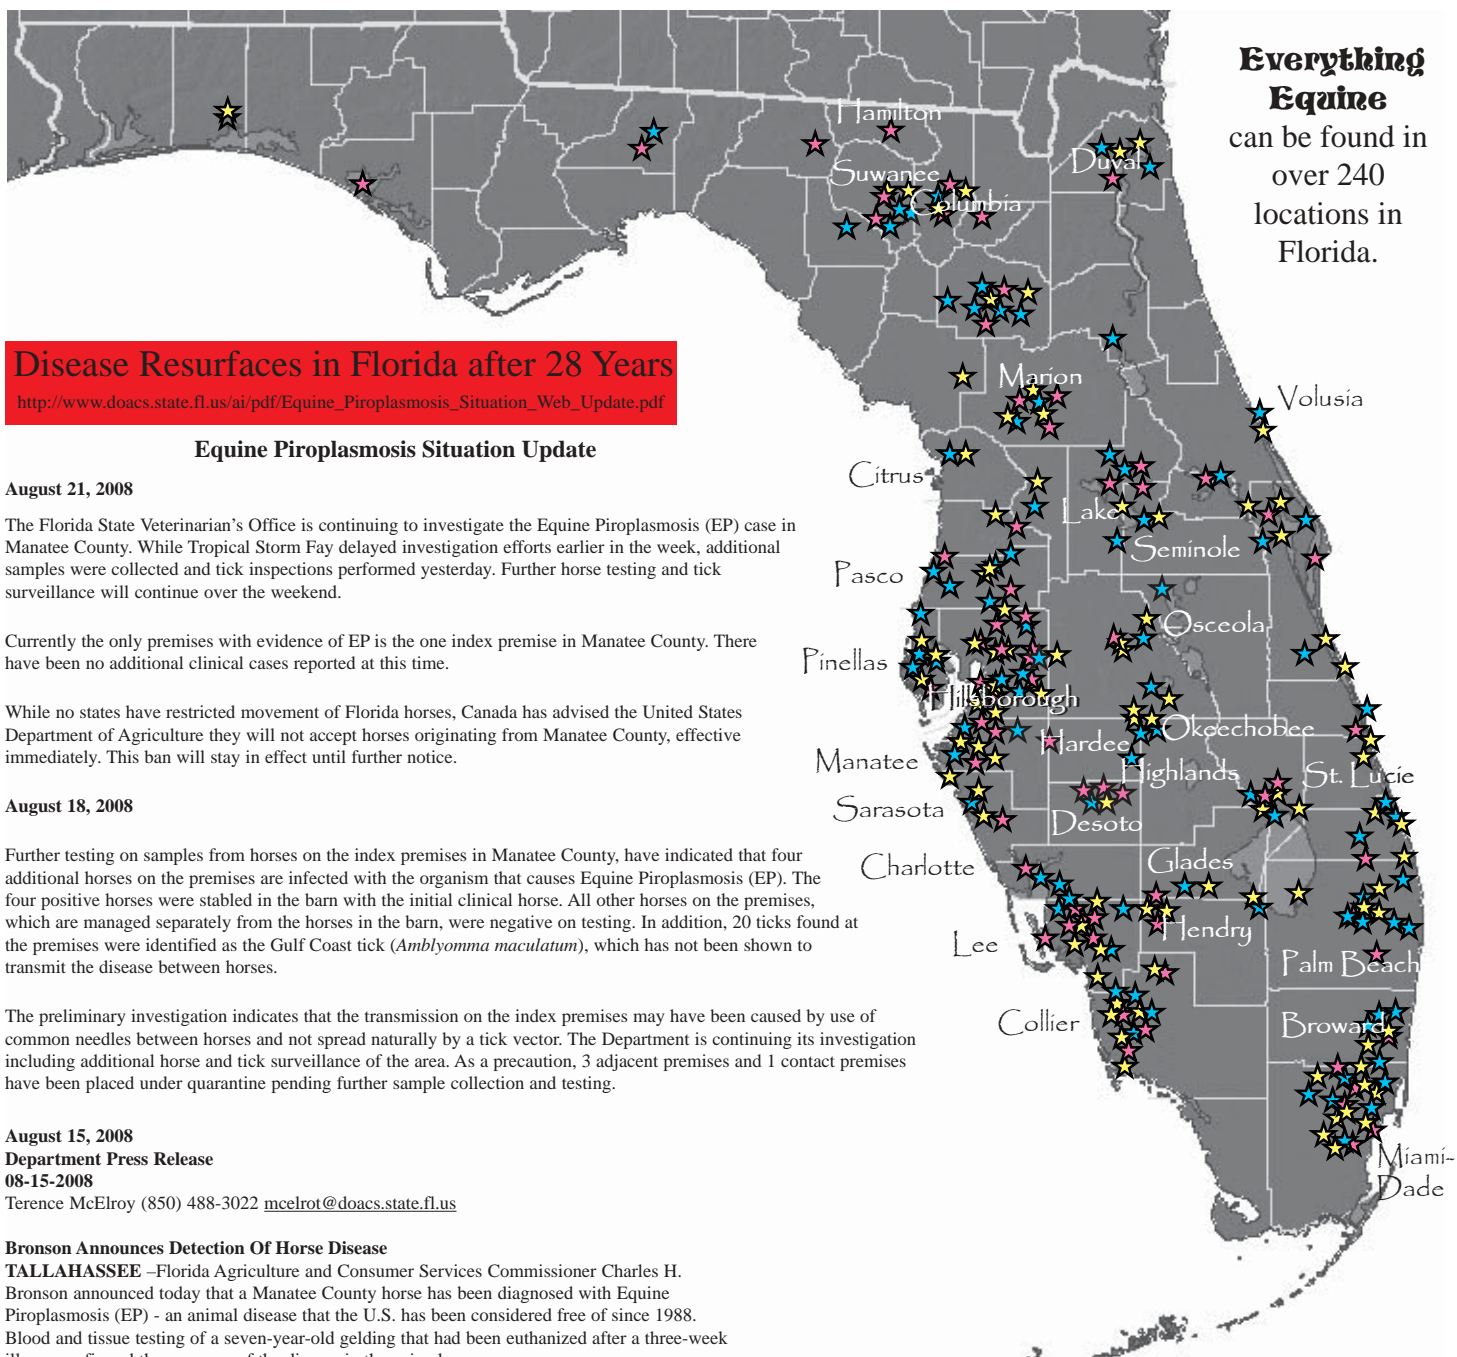 Everything
Equine
can be found in
over 240
locations in
Florida.
Hamilton
Suwanee
Columbia
Duval
Marion
Volusia
Citrus
Lake
Seminole
Pasco
Osceola
Pinellas
Hillsborough
Okeechobee
Hardee
Manatee
Highlands
St. Lucie
Sarasota
Desoto
Charlotte
Glades
Hendry
Lee
Palm Beach
Collier
Broward
Miami-
Dade
Disease Resurfaces in Florida after 28 Years
http://www.doacs.state.fl.us/ai/pdf/Equine_Piroplasmosis_Situation_Web_Update.pdf
Equine Piroplasmosis Situation Update
August 21, 2008
The Florida State Veterinarian’s Office is continuing to investigate the Equine Piroplasmosis (EP) case in
Manatee County. While Tropical Storm Fay delayed investigation efforts earlier in the week, additional
samples were collected and tick inspections performed yesterday. Further horse testing and tick
surveillance will continue over the weekend.
Currently the only premises with evidence of EP is the one index premise in Manatee County. There
have been no additional clinical cases reported at this time.
While no states have restricted movement of Florida horses, Canada has advised the United States
Department of Agriculture they will not accept horses originating from Manatee County, effective
immediately. This ban will stay in effect until further notice.
August 18, 2008
Further testing on samples from horses on the index premises in Manatee County, have indicated that four
additional horses on the premises are infected with the organism that causes Equine Piroplasmosis (EP). The
four positive horses were stabled in the barn with the initial clinical horse. All other horses on the premises,
which are managed separately from the horses in the barn, were negative on testing. In addition, 20 ticks found at
the premises were identified as the Gulf Coast tick (Amblyomma maculatum), which has not been shown to
transmit the disease between horses.
The preliminary investigation indicates that the transmission on the index premises may have been caused by use of
common needles between horses and not spread naturally by a tick vector. The Department is continuing its investigation
including additional horse and tick surveillance of the area. As a precaution, 3 adjacent premises and 1 contact premises
have been placed under quarantine pending further sample collection and testing.
August 15, 2008
Department Press Release
08-15-2008
Terence McElroy (850) 488-3022 mcelrot@doacs.state.fl.us
Bronson Announces Detection Of Horse Disease
TALLAHASSEE –Florida Agriculture and Consumer Services Commissioner Charles H.
Bronson announced today that a Manatee County horse has been diagnosed with Equine
Piroplasmosis (EP) - an animal disease that the U.S. has been considered free of since 1988.
Blood and tissue testing of a seven-year-old gelding that had been euthanized after a three-week